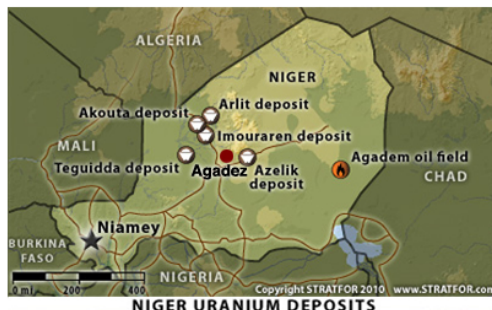 ALGERIA
NIGER
Arlit deposit
Akouta deposit
Imouraren deposit
MALI
Teguidda deposit
Agadez
Azelik
deposit
Agadem oil field
CHAD
Niamey
BURKINA
FASO
NIGERIA
0 mi 200 400
Copyright STRATFOR 2010 www.STRATFOR.com
NIGER URANIUM DEPOSITS